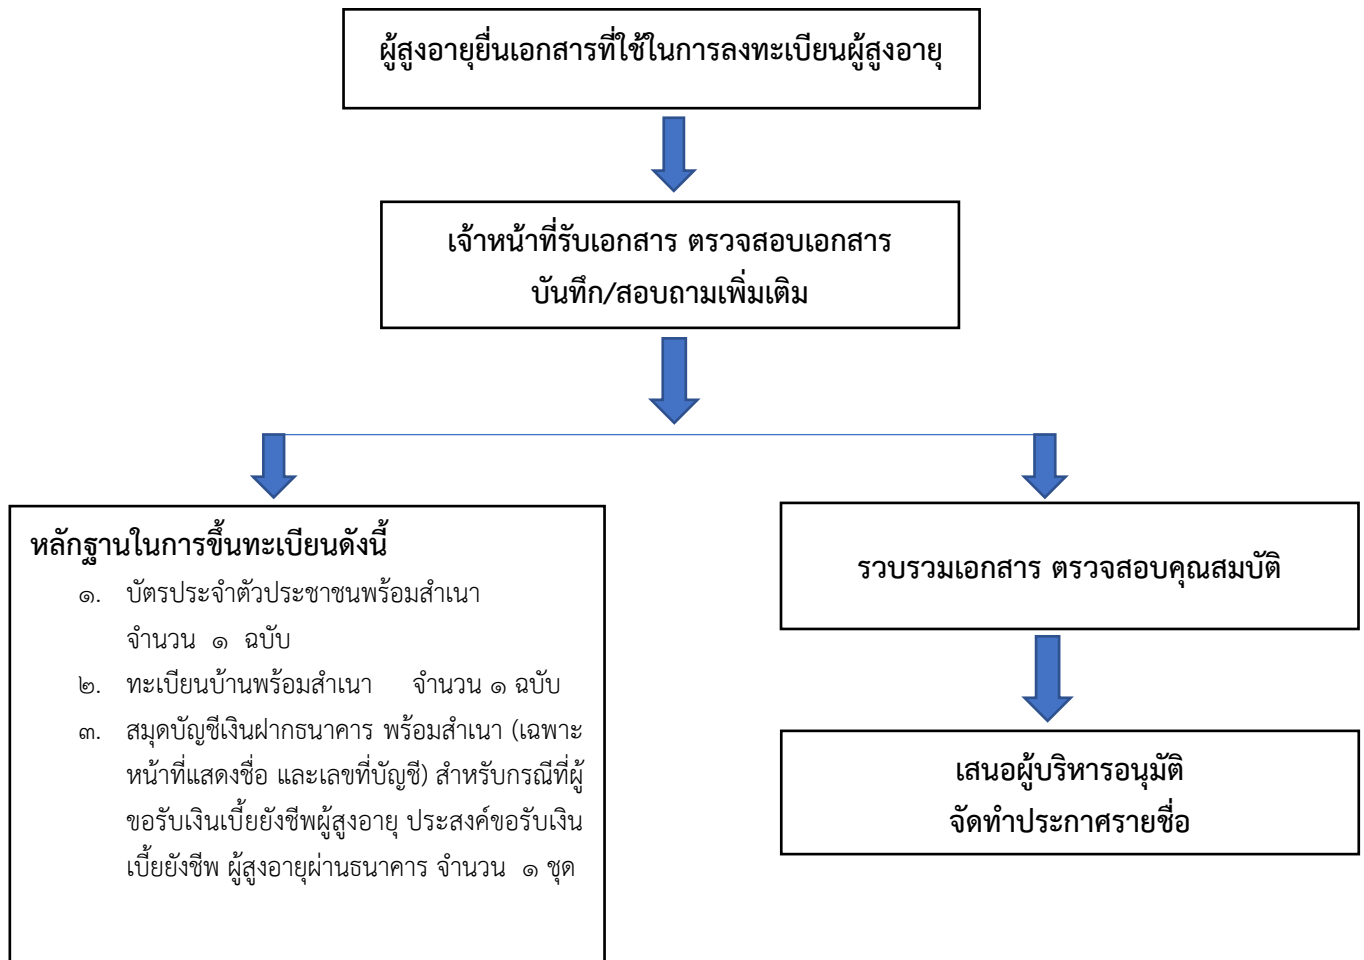 ผู้สูงอายุยื่นเอกสารที่ใช้ในการลงทะเบียนผู้สูงอายุ
เจ้าหน้าที่รับเอกสาร ตรวจสอบเอกสาร
บันทึก/สอบถามเพิ่มเติม
หลักฐานในการขึ้นทะเบียนดังนี้
๑. บัตรประจำตัวประชาชนพร้อมสำเนา
จำนวน ๑ ฉบับ
๒. ทะเบียนบ้านพร้อมสำเนา จำนวน ๑ ฉบับ
๓. สมุดบัญชีเงินฝากธนาคาร พร้อมสำเนา (เฉพาะ
หน้าที่แสดงชื่อ และเลขที่บัญชี) สำหรับกรณีที่ผู้
ขอรับเงินเบี้ยยังชีพผู้สูงอายุ ประสงค์ขอรับเงิน
เบี้ยยังชีพ ผู้สูงอายุผ่านธนาคาร จำนวน ๑ ชุด
รวบรวมเอกสาร ตรวจสอบคุณสมบัติ
เสนอผู้บริหารอนุมัติ
จัดทำประกาศรายชื่อ